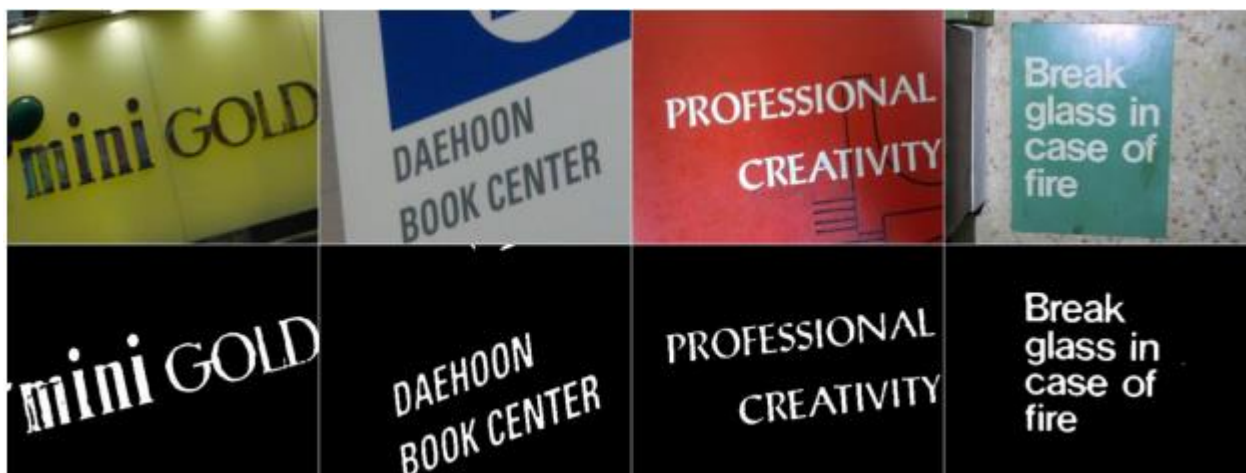 mini GOLD
DAEHOON
BOOK CENTER
PROFESSIONAL
CREATIVITY
Break
glass in
case of
fire
mini GOLD
DAEHOON
BOOK CENTER
PROFESSIONAL
CREATIVITY
Break
glass in
case of
fire